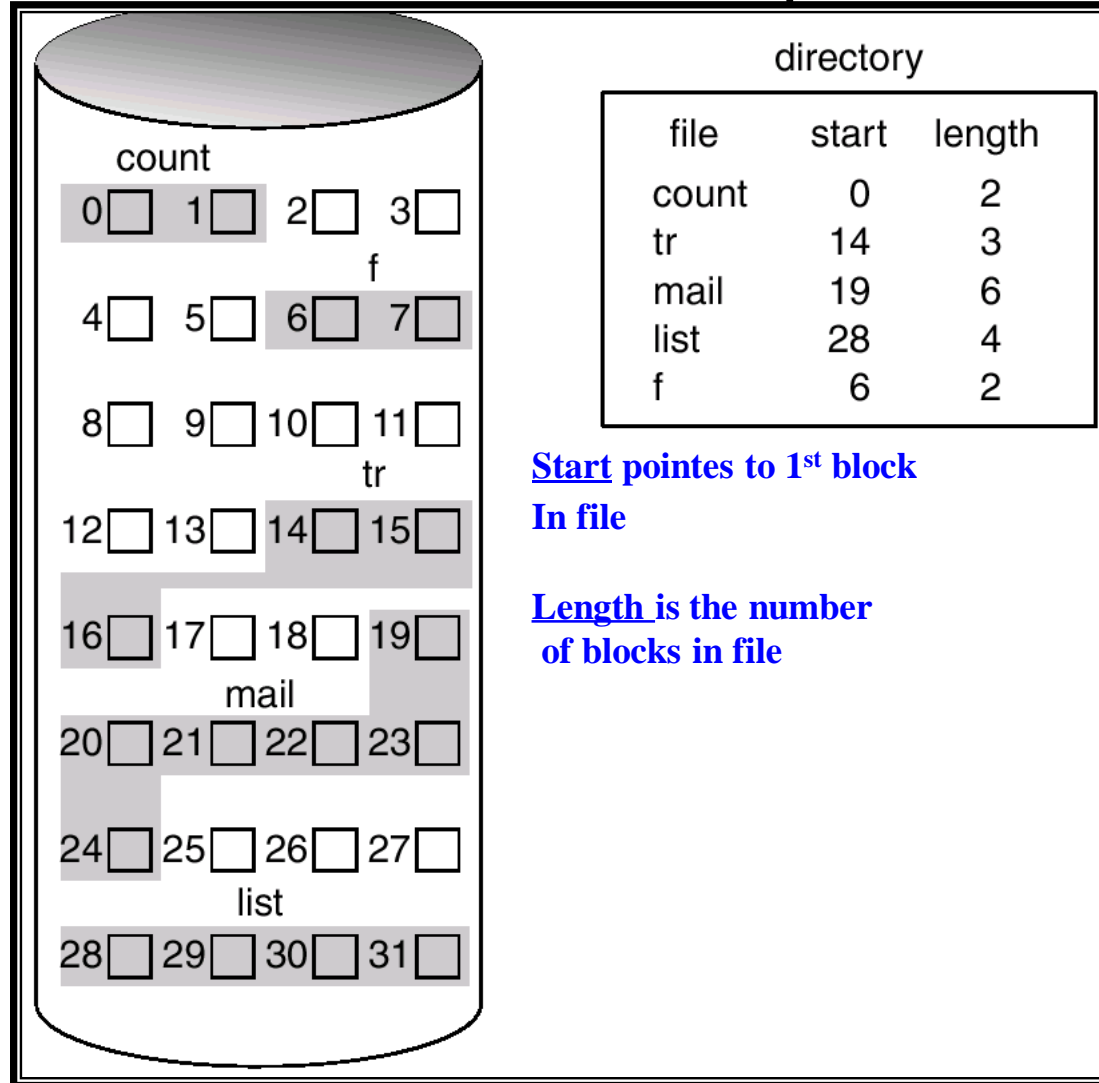 count
0 1 2 3
f
4 5 6 7
8 9 10 11
tr
12 13 14 15
16 17 18 19
mail
20 21 22 23
24 25 26 27
list
28 29 30 31
directory
file start length
count 0 2
tr 14 3
mail 19 6
list 28 4
f 6 2
Start pointes to 1st block
In file
Length is the number
of blocks in file